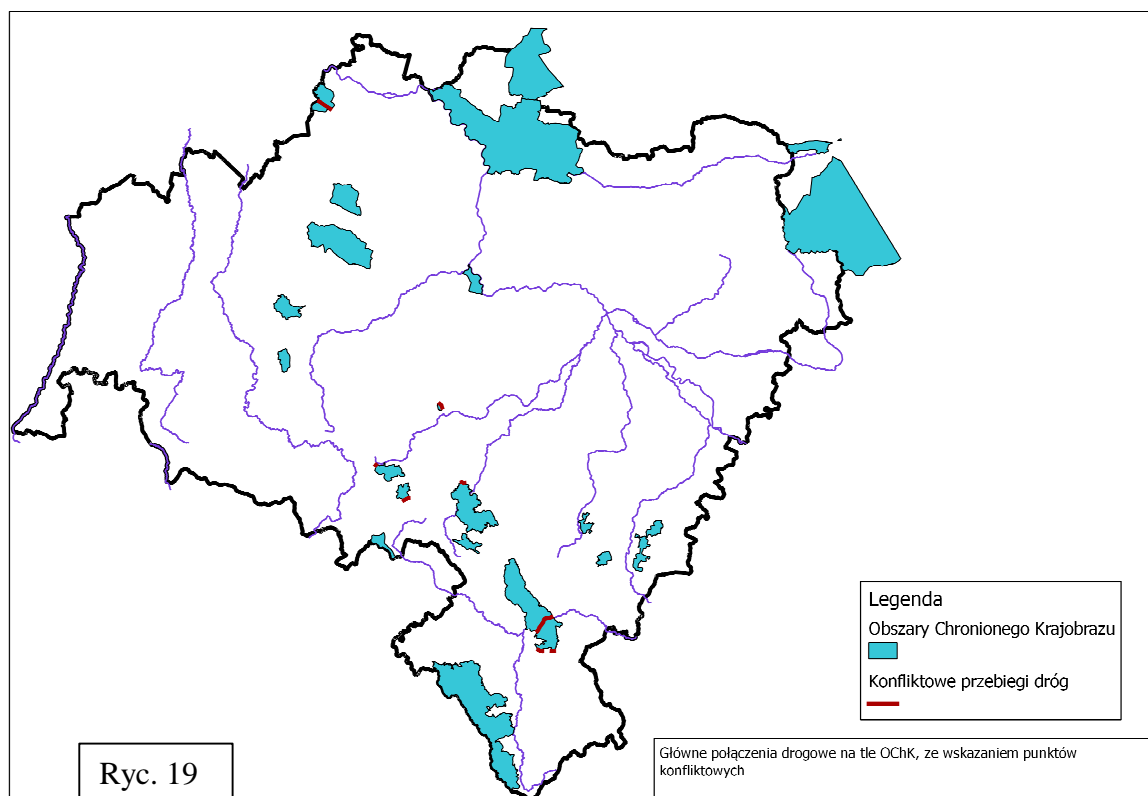 Legenda
Obszary Chronionego Krajobrazu
Konfliktowe przebiegi dróg
Ryc. 19
Główne połączenia drogowe na tle OChK, ze wskazaniem punktów
konfliktowych